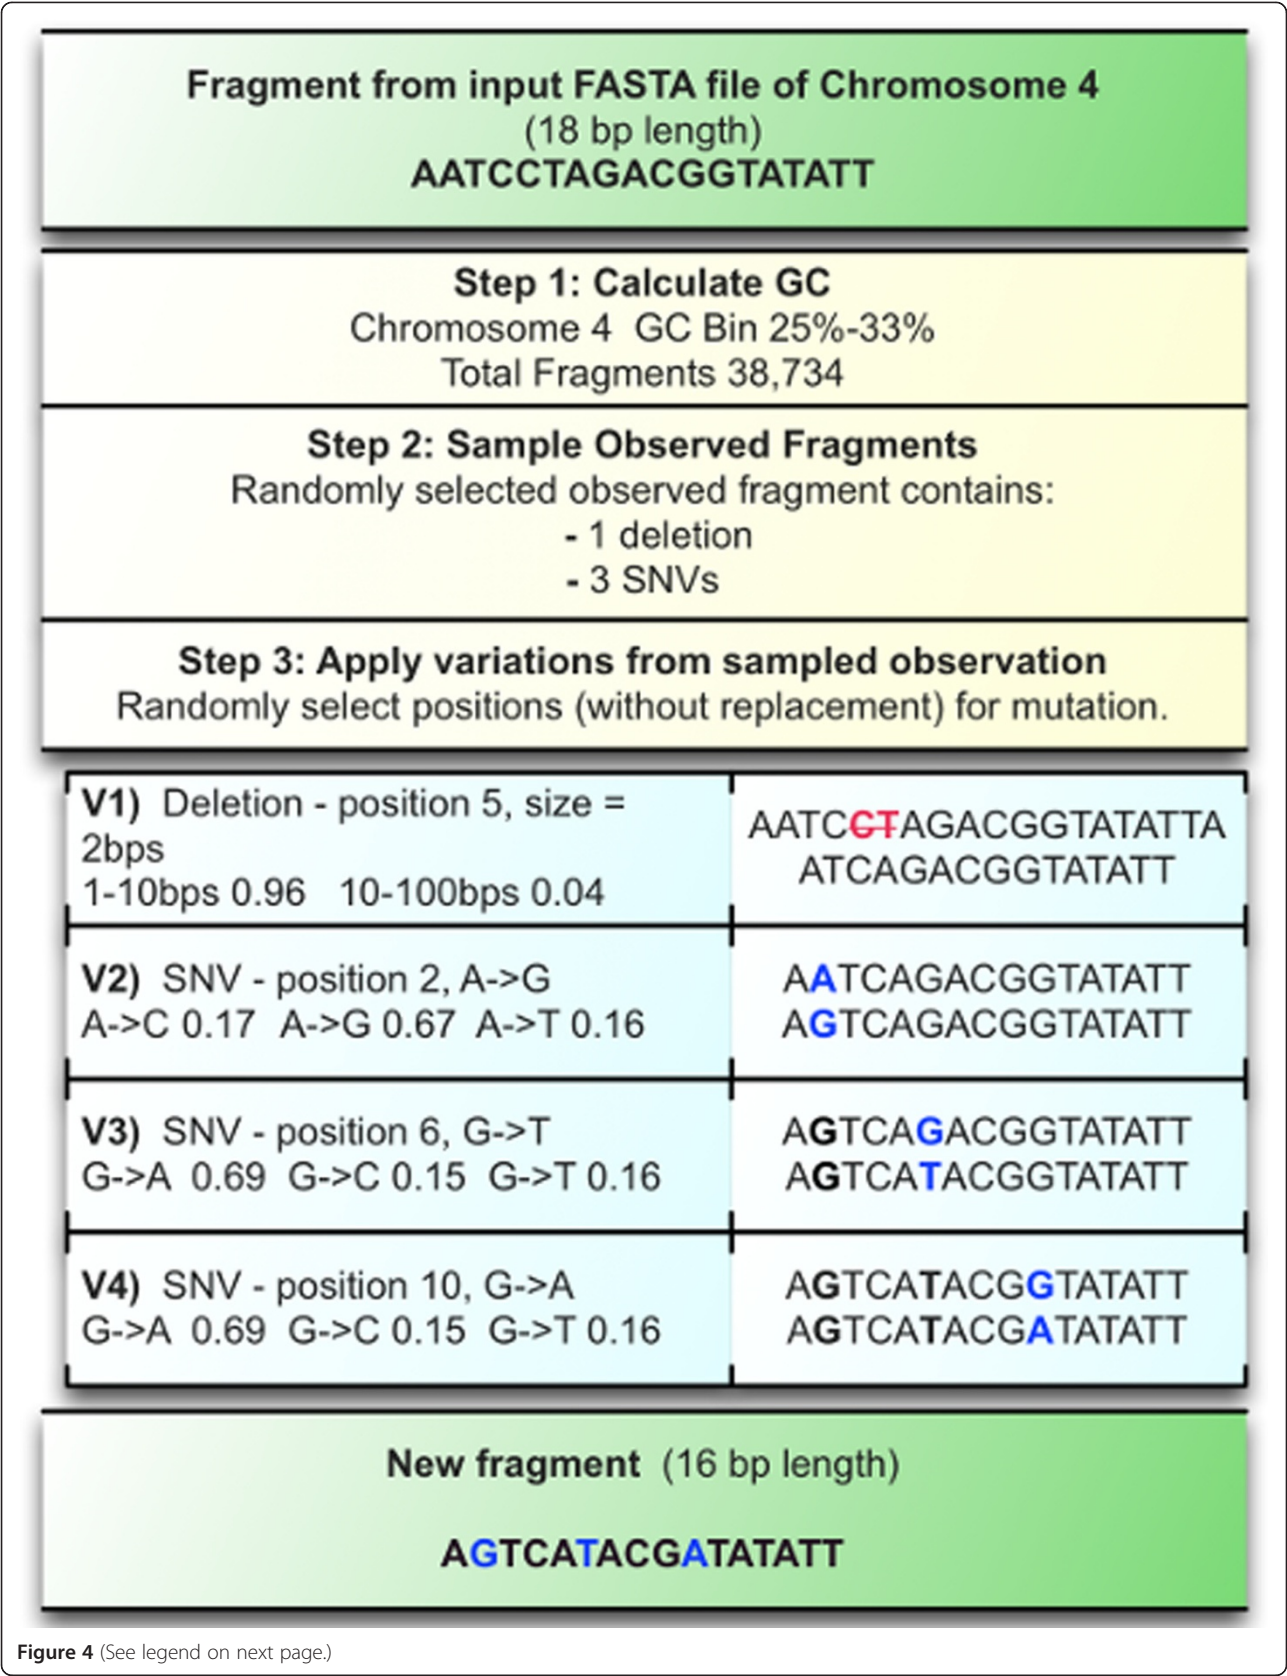 Fragment from input FASTA file of Chromosome 4
(18 bp length)
AATCCTAGACGGTATATT
Step 1: Calculate GC
Chromosome 4 GC Bin 25%-33%
Total Fragments 38,734
Step 2: Sample Observed Fragments
Randomly selected observed fragment contains:
- 1 deletion
- 3 SNVs
Step 3: Apply variations from sampled observation
Randomly select positions (without replacement) for mutation.
V1) Deletion - position 5, size =
2bps
1-10bps 0.96 10-100bps 0.04
AATCCTAGACGGTATATTA
ATCAGACGGTATATT
V2) SNV - position 2, A->G
A->C 0.17 A->G 0.67 A->T 0.16
AATCAGACGGTATATT
AGTCAGACGGTATATT
V3) SNV - position 6, G->T
G->A 0.69 G->C 0.15 G->T 0.16
AGTCAGACGGTATATT
AGTCATACGGTATATT
V4) SNV - position 10, G->A
G->A 0.69 G->C 0.15 G->T 0.16
AGTCATACGGTATATT
AGTCATACGATATATT
New fragment (16 bp length)
AGTCATACGATATATT
Figure 4 (See legend on next page.)